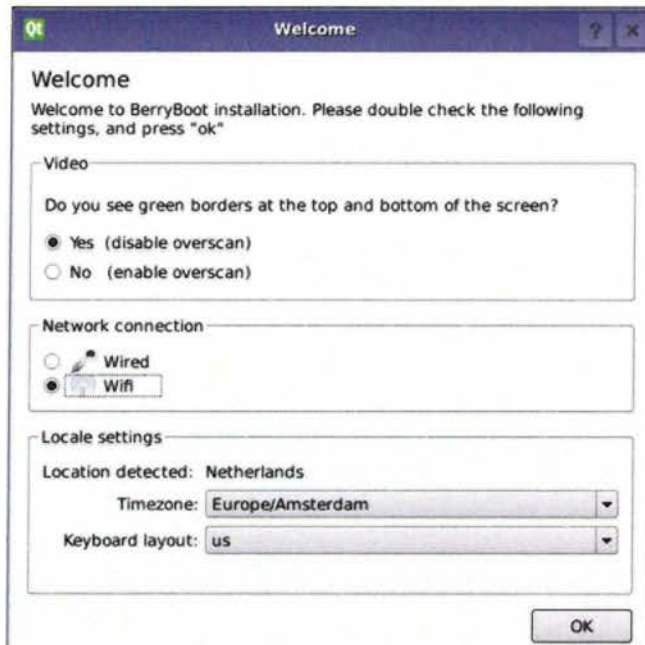 Qt Welcome ? ×
Welcome
Welcome to BerryBoot installation. Please double check the following
settings, and press "ok"
Video
Do you see green borders at the top and bottom of the screen?
Yes (disable overscan)
No (enable overscan)
Network connection
Wired
Wifi
Locale settings
Location detected: Netherlands
Timezone: Europe/Amsterdam
Keyboard layout: us
OK